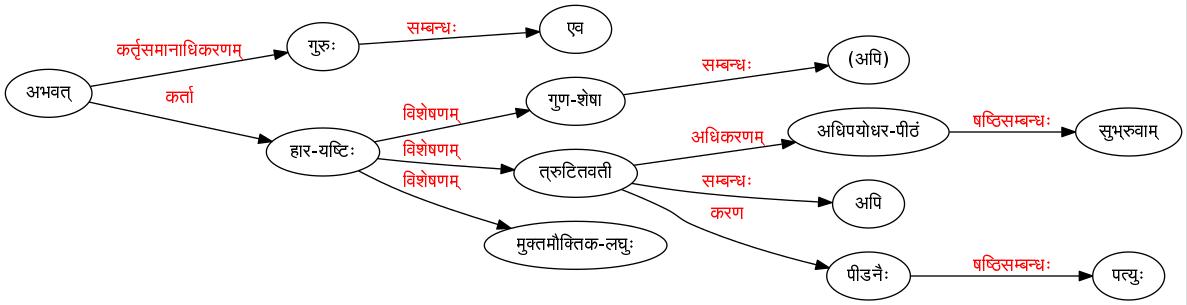 अभवत्
कर्तृसमानाधिकरणम्
गुरुः
सम्बन्धः
एव
कर्ता
हार-यष्टिः
विशेषणम्
गुण-शेषा
सम्बन्धः
(अपि)
विशेषणम्
त्रुटितवती
अधिकरणम्
अधिपयोधर-पीठं
षष्ठिसम्बन्धः
सुभ्रुवाम्
सम्बन्धः
अपि
करण
पीडनैः
षष्ठिसम्बन्धः
पत्युः
विशेषणम्
मुक्तमौक्तिक-लघुः